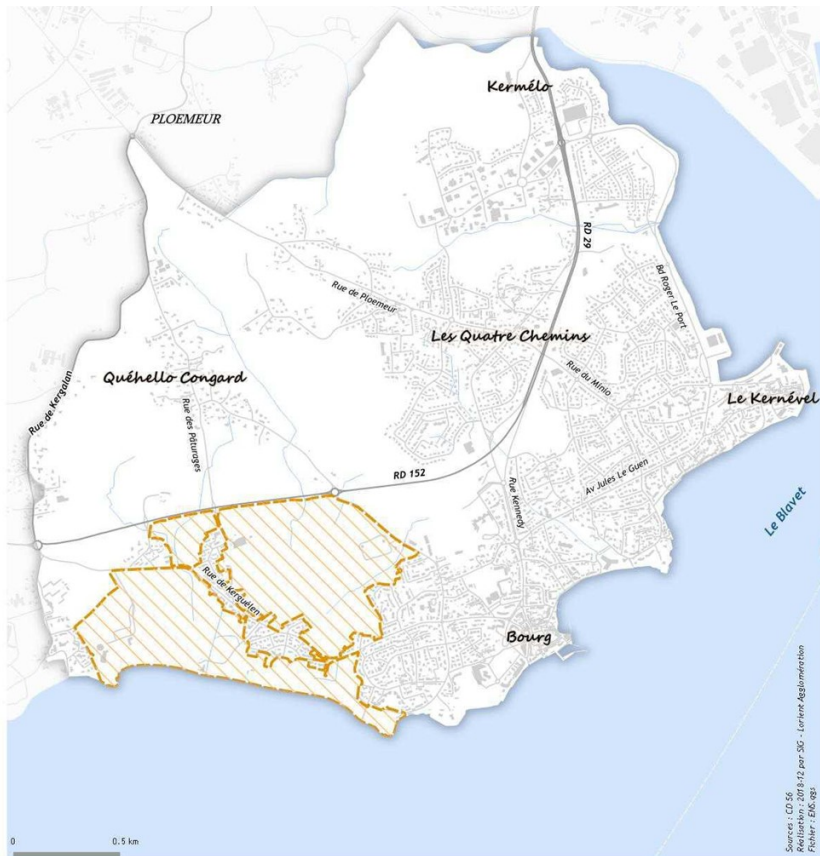 Kermélo
PLOEMEUR
RD 29
Rue de Ploemeur
Bd Roger Le Port
Les Quatre Chemins
Rue du Minio
Quéhello Congard
Le Kernével
Rue de Kergalan
Rue des Pâturages
RD 152
Av Jules Le Guen
Rue Kennedy
Le Blavet
Rue de Kerguélen
Bourg
Sources : CD 56
Réalisation : 2018-12 par SIG - Lorient Agglomération
Fichier : ENS.qgs
0 0.5 km